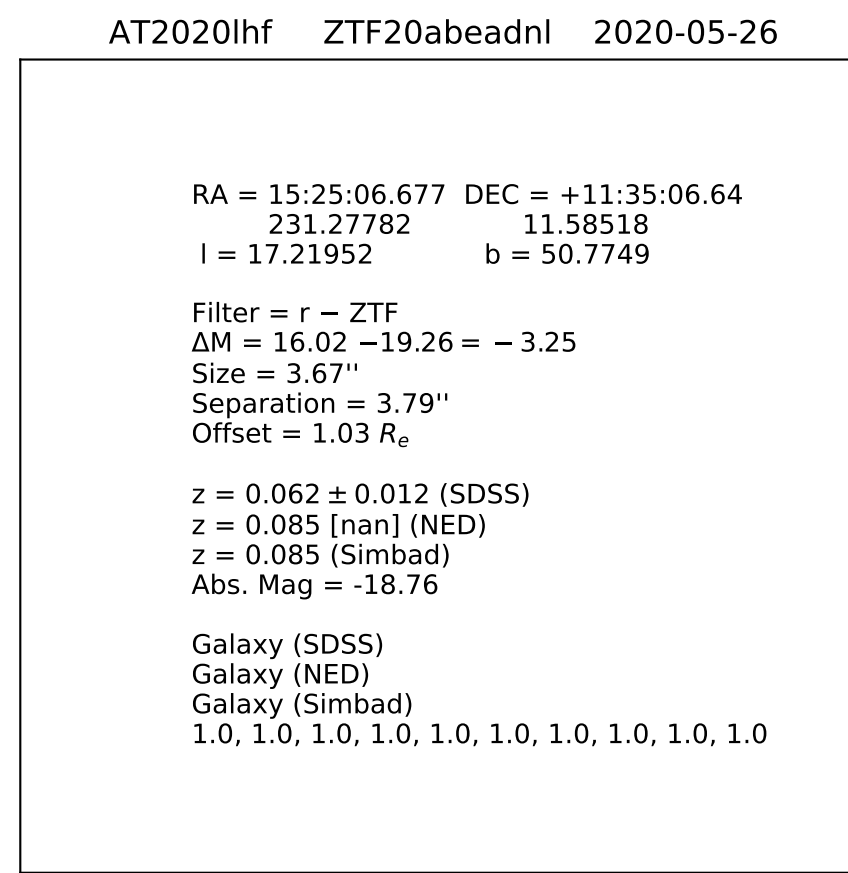 AT2020lhf ZTF20abeadnl 2020-05-26
RA = 15:25:06.677 DEC = +11:35:06.64
231.27782 11.58518
l = 17.21952 b = 50.7749
Filter = r − ZTF
ΔM = 16.02 −19.26 = − 3.25
Size = 3.67''
Separation = 3.79''
Offset = 1.03 Rₑ
z = 0.062 ± 0.012 (SDSS)
z = 0.085 [nan] (NED)
z = 0.085 (Simbad)
Abs. Mag = -18.76
Galaxy (SDSS)
Galaxy (NED)
Galaxy (Simbad)
1.0, 1.0, 1.0, 1.0, 1.0, 1.0, 1.0, 1.0, 1.0, 1.0